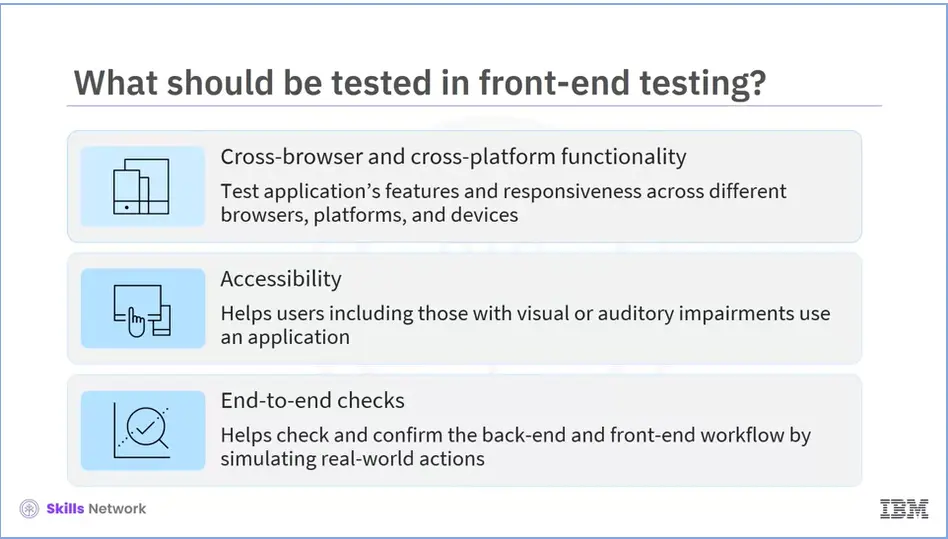 What should be tested in front-end testing?
Cross-browser and cross-platform functionality
Test application’s features and responsiveness across different
browsers, platforms, and devices
Accessibility
Helps users including those with visual or auditory impairments use
an application
End-to-end checks
Helps check and confirm the back-end and front-end workflow by
simulating real-world actions
Skills Network
IBM